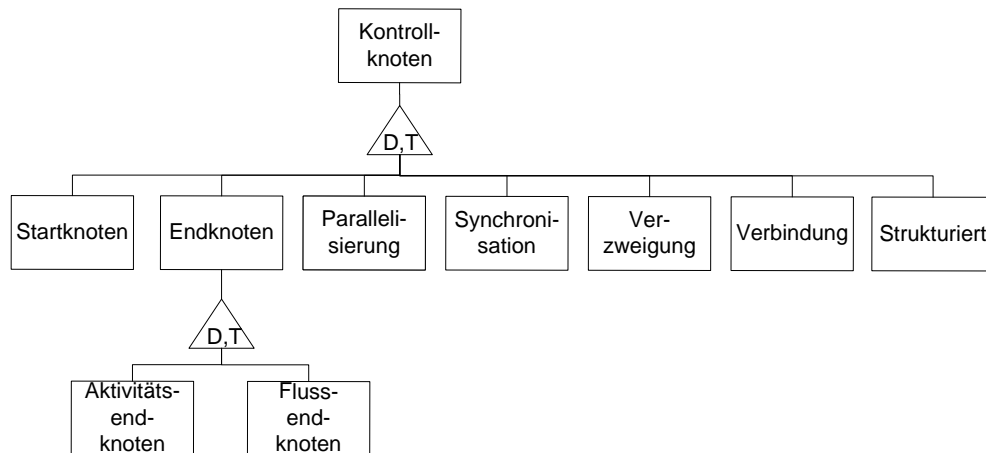 Kontroll-
knoten
D,T
Startknoten
Endknoten
Paralleli-
sierung
Synchroni-
sation
Ver-
zweigung
Verbindung
Strukturiert
D,T
Aktivitäts-
end-
knoten
Fluss-
end-
knoten